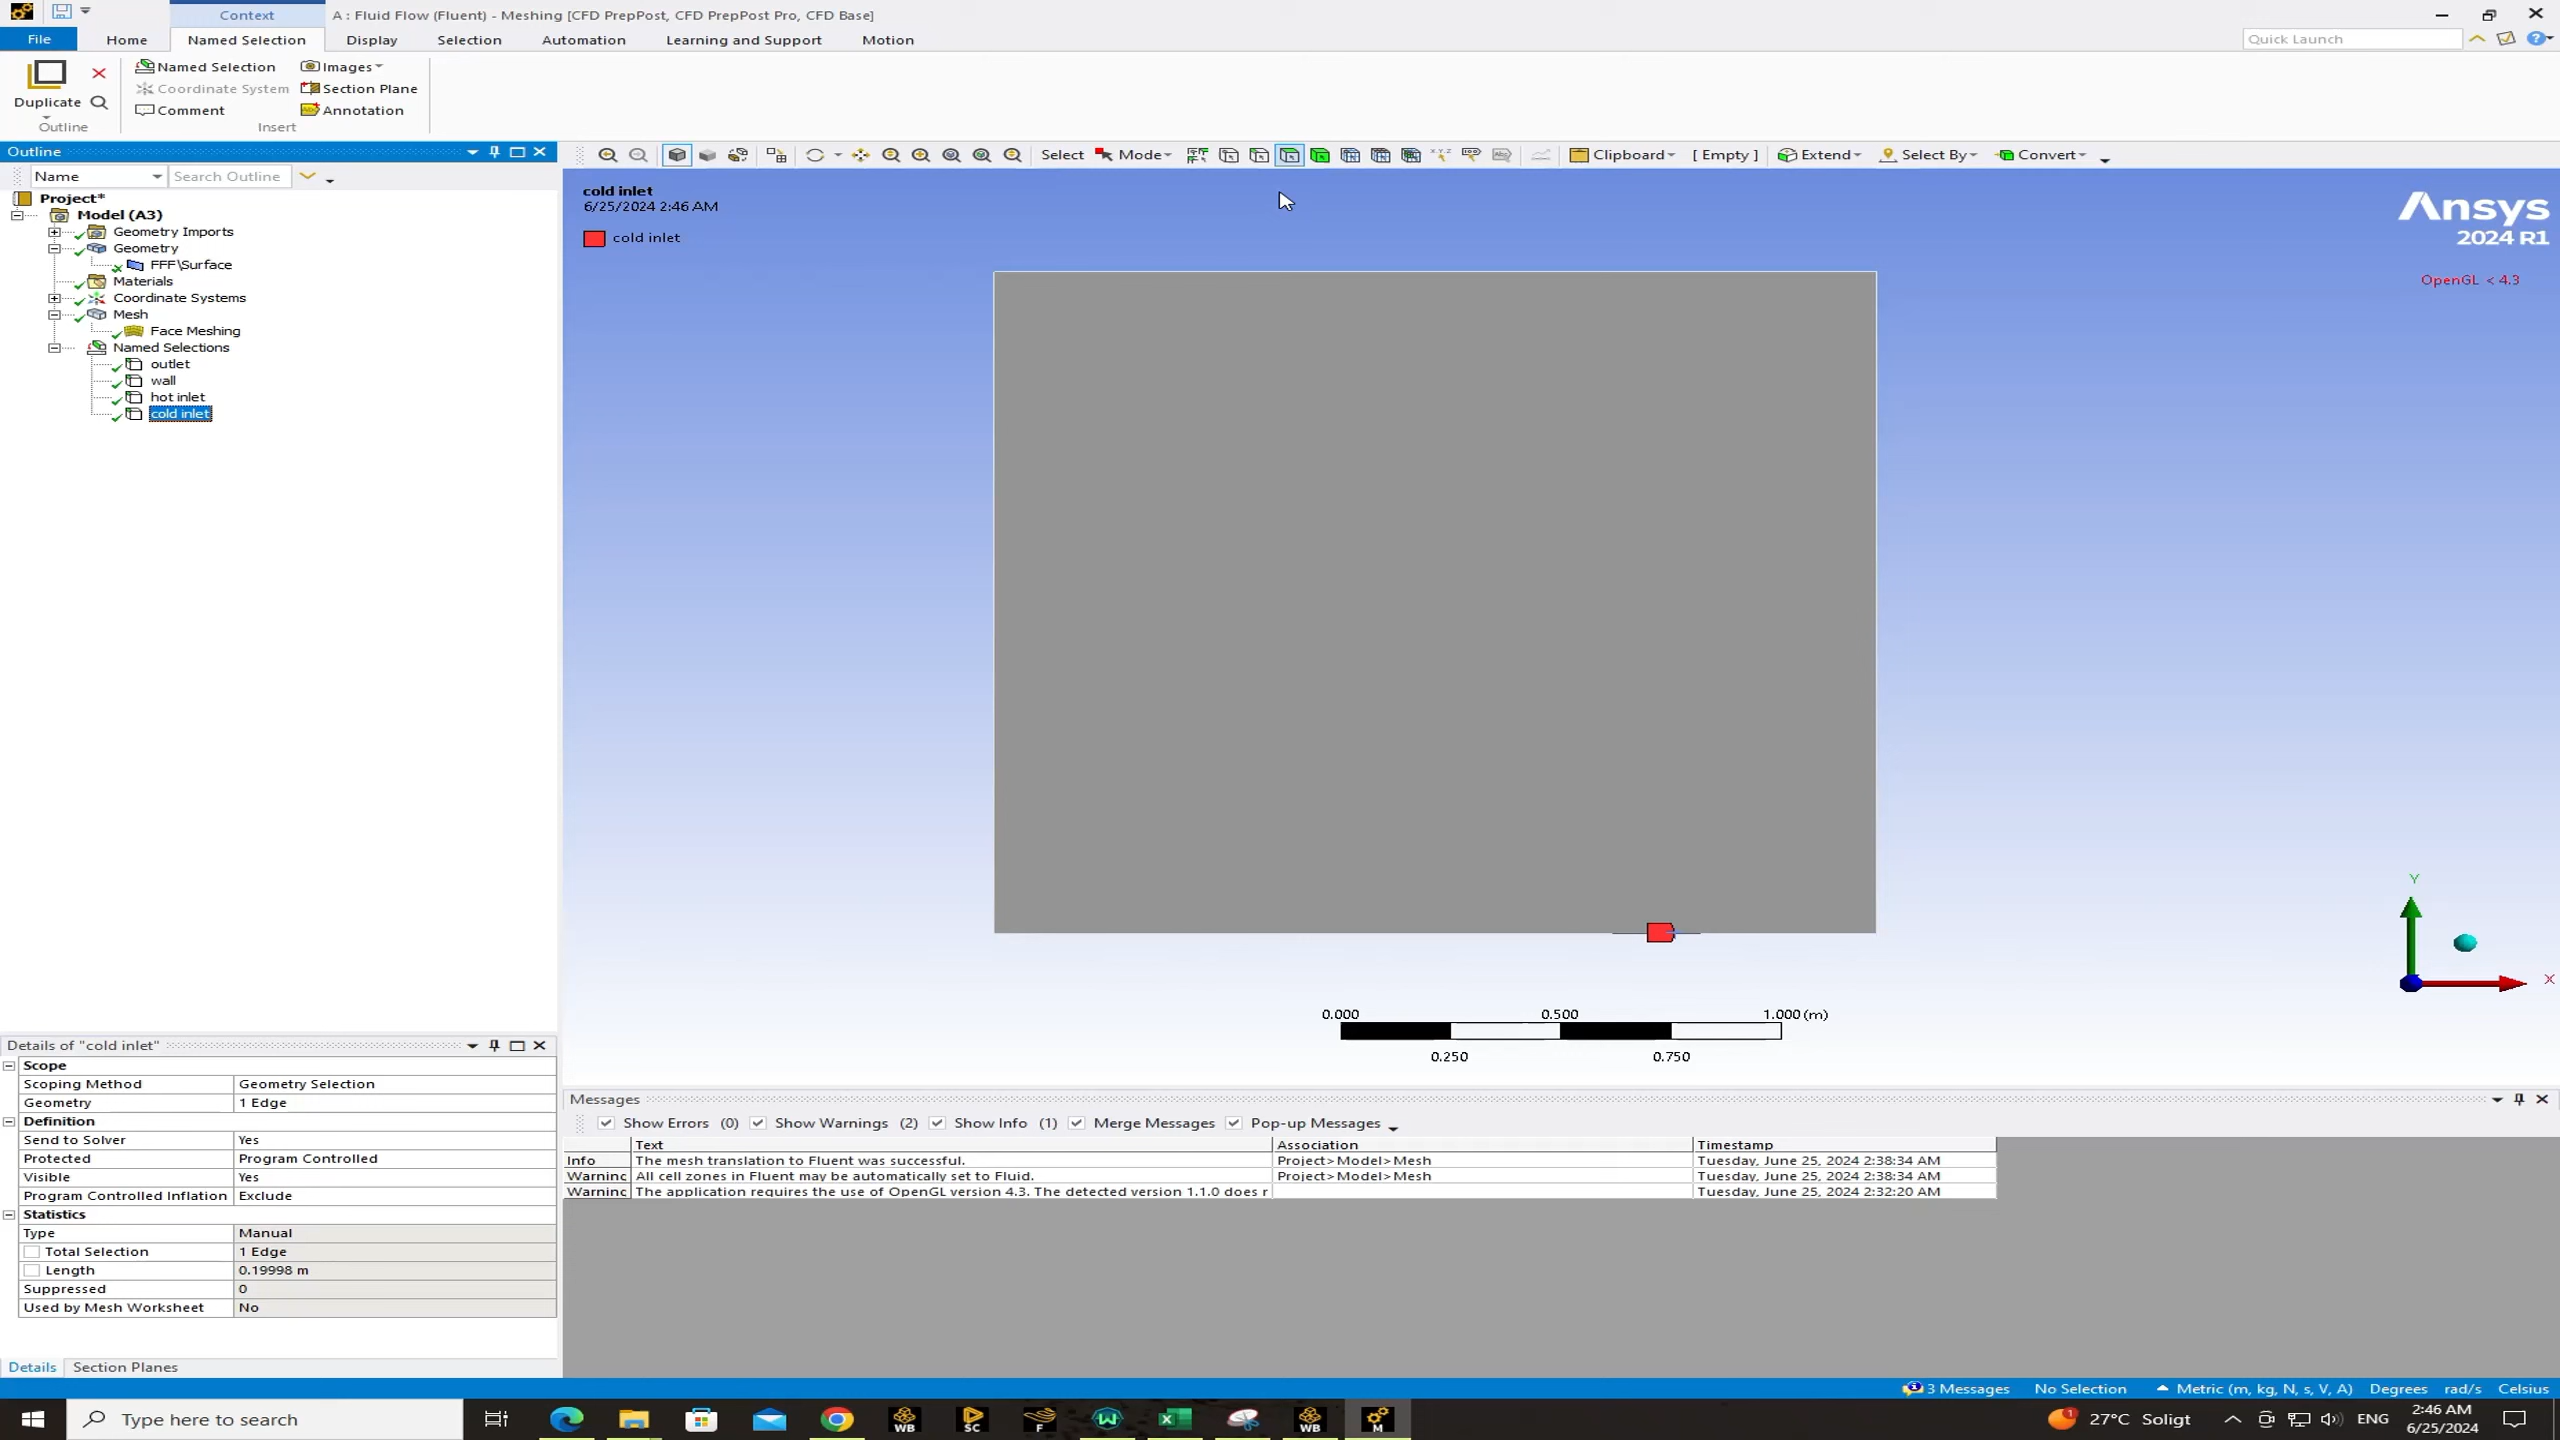 Context
A : Fluid Flow (Fluent) - Meshing [CFD PrepPost, CFD PrepPost Pro, CFD Base]
File Home Named Selection Display Selection Automation Learning and Support Motion
Quick Launch
Duplicate
Outline
Named Selection
Images
Coordinate System
Section Plane
Comment
Annotation
Insert
Outline
Name
Search Outline
Select Mode Clipboard [ Empty ] Extend Select By Convert
Project*
Model (A3)
Geometry Imports
Geometry
FFF\Surface
Materials
Coordinate Systems
Mesh
Face Meshing
Named Selections
outlet
wall
hot inlet
cold inlet
cold inlet
6/25/2024 2:46 AM
cold inlet
Ansys
2024 R1
OpenGL < 4.3
Y
X
0.000 0.500 1.000 (m)
0.250 0.750
Details of "cold inlet"
Scope
Scoping Method Geometry Selection
Geometry 1 Edge
Definition
Send to Solver Yes
Protected Program Controlled
Visible Yes
Program Controlled Inflation Exclude
Statistics
Type Manual
Total Selection 1 Edge
Length 0.19998 m
Suppressed 0
Used by Mesh Worksheet No
Details Section Planes
Messages
Show Errors (0) Show Warnings (2) Show Info (1) Merge Messages Pop-up Messages
Text Association Timestamp
Info The mesh translation to Fluent was successful. Project>Model>Mesh Tuesday, June 25, 2024 2:38:34 AM
Warninc All cell zones in Fluent may be automatically set to Fluid. Project>Model>Mesh Tuesday, June 25, 2024 2:38:34 AM
Warninc The application requires the use of OpenGL version 4.3. The detected version 1.1.0 does r Tuesday, June 25, 2024 2:32:20 AM
3 Messages No Selection Metric (m, kg, N, s, V, A) Degrees rad/s Celsius
Type here to search
WB
SC
F
W
WB
M
1
27°C Soligt
ENG
2:46 AM
6/25/2024